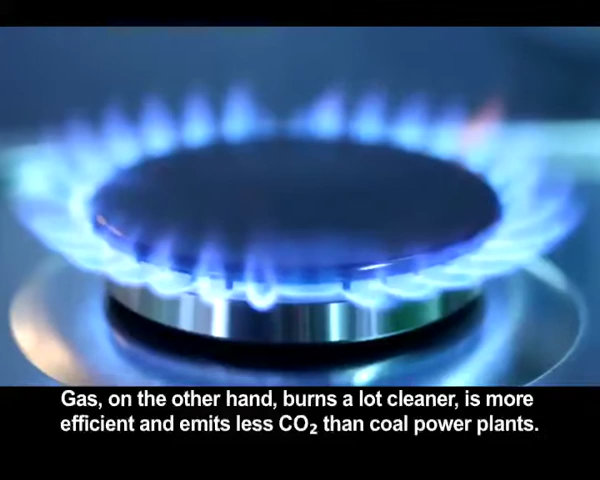 Gas, on the other hand, burns a lot cleaner, is more
efficient and emits less CO₂ than coal power plants.